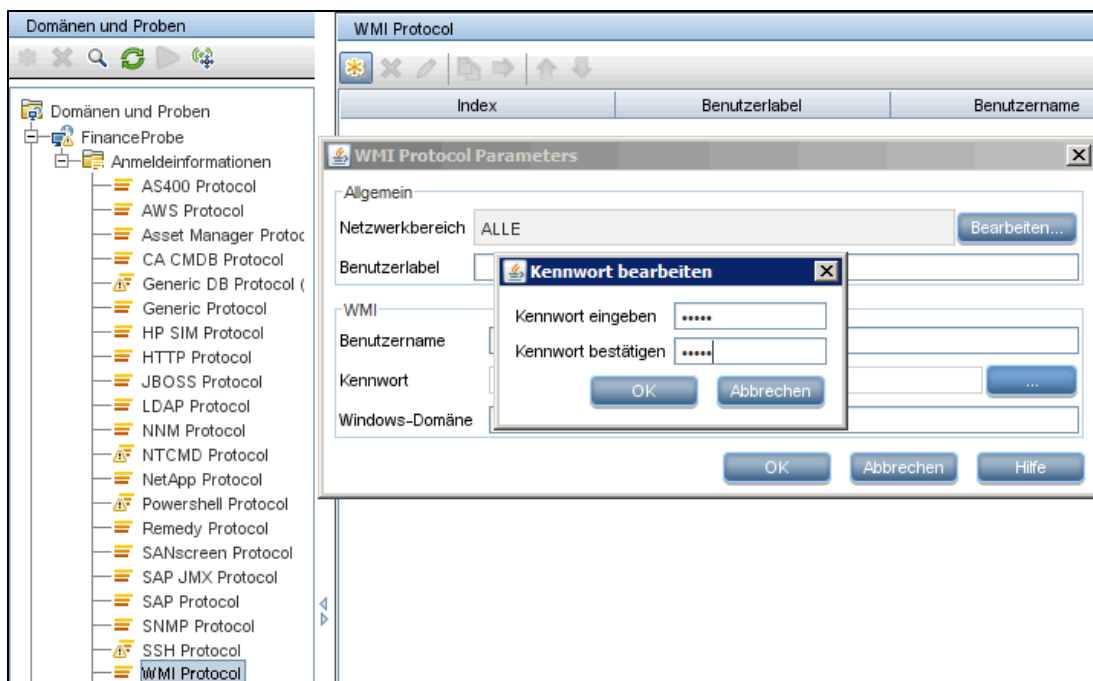 Domänen und Proben
Domänen und Proben
FinanceProbe
Anmeldeinformationen
AS400 Protocol
AWS Protocol
Asset Manager Protoc
CA CMDB Protocol
Generic DB Protocol (
Generic Protocol
HP SIM Protocol
HTTP Protocol
JBOSS Protocol
LDAP Protocol
NNM Protocol
NTCMD Protocol
NetApp Protocol
Powershell Protocol
Remedy Protocol
SANscreen Protocol
SAP JMX Protocol
SAP Protocol
SNMP Protocol
SSH Protocol
WMI Protocol
WMI Protocol
Index Benutzerlabel Benutzername
WMI Protocol Parameters
Allgemein
Netzwerkbereich ALLE Bearbeiten...
Benutzerlabel
WMI
Benutzername
Kennwort ...
Windows-Domäne
OK Abbrechen Hilfe
Kennwort bearbeiten
Kennwort eingeben •••••
Kennwort bestätigen •••••
OK Abbrechen